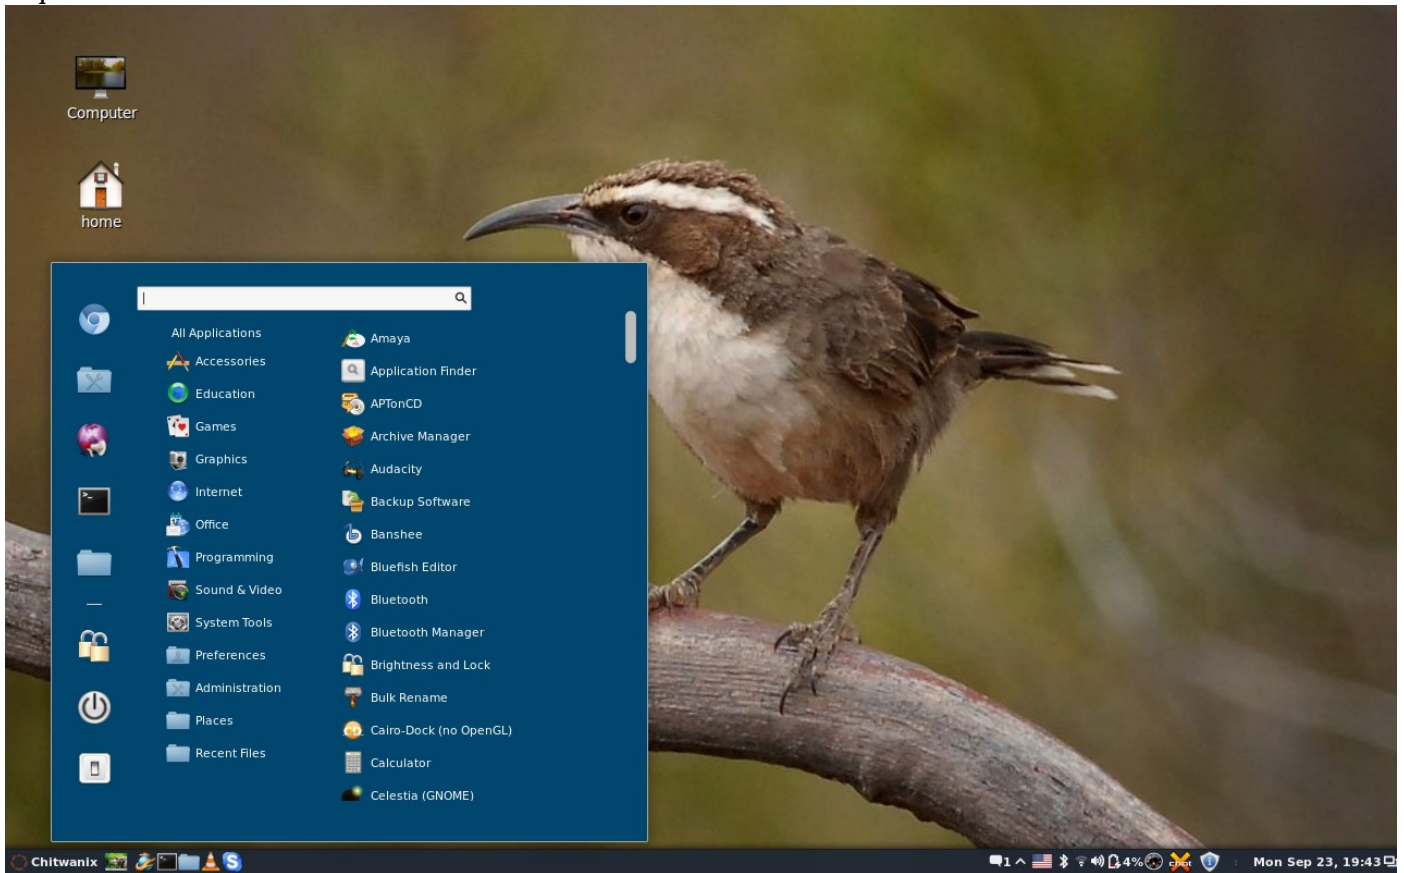 Computer
home
All Applications
Accessories
Education
Games
Graphics
Internet
Office
Programming
Sound & Video
System Tools
Preferences
Administration
Places
Recent Files
Amaya
Application Finder
APTonCD
Archive Manager
Audacity
Backup Software
Banshee
Bluefish Editor
Bluetooth
Bluetooth Manager
Brightness and Lock
Bulk Rename
Cairo-Dock (no OpenGL)
Calculator
Celestia (GNOME)
Chitwanix 1 4% chat Mon Sep 23, 19:43